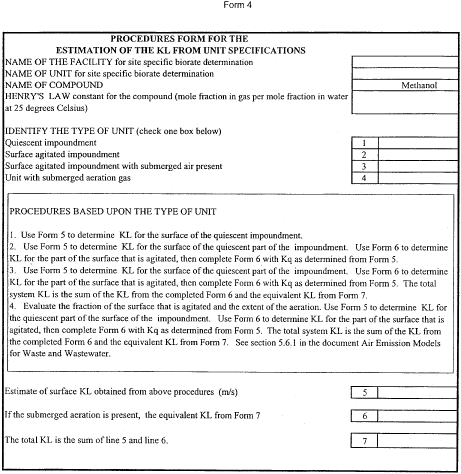 Form 4
PROCEDURES FORM FOR THE
ESTIMATION OF THE KL FROM UNIT SPECIFICATIONS
NAME OF THE FACILITY for site specific biorate determination
NAME OF UNIT for site specific biorate determination
NAME OF COMPOUND Methanol
HENRY'S LAW constant for the compound (mole fraction in gas per mole fraction in water
at 25 degrees Celsius)
IDENTIFY THE TYPE OF UNIT (check one box below)
Quiescent impoundment 1
Surface agitated impoundment 2
Surface agitated impoundment with submerged air present 3
Unit with submerged aeration gas 4
PROCEDURES BASED UPON THE TYPE OF UNIT
1. Use Form 5 to determine KL for the surface of the quiescent impoundment.
2. Use Form 5 to determine KL for the surface of the quiescent part of the impoundment. Use Form 6 to determine
KL for the part of the surface that is agitated, then complete Form 6 with Kq as determined from Form 5.
3. Use Form 5 to determine KL for the surface of the quiescent part of the impoundment. Use Form 6 to determine
KL for the part of the surface that is agitated, then complete Form 6 with Kq as determined from Form 5. The total
system KL is the sum of the KL from the completed Form 6 and the equivalent KL from Form 7.
4. Evaluate the fraction of the surface that is agitated and the extent of the aeration. Use Form 5 to determine KL for
the quiescent part of the surface of the impoundment. Use Form 6 to determine KL for the part of the surface that is
agitated, then complete Form 6 with Kq as determined from Form 5. The total system KL is the sum of the KL from
the completed Form 6 and the equivalent KL from Form 7. See section 5.6.1 in the document Air Emission Models
for Waste and Wastewater.
Estimate of surface KL obtained from above procedures (m/s) 5
If the submerged aeration is present, the equivalent KL from Form 7 6
The total KL is the sum of line 5 and line 6. 7